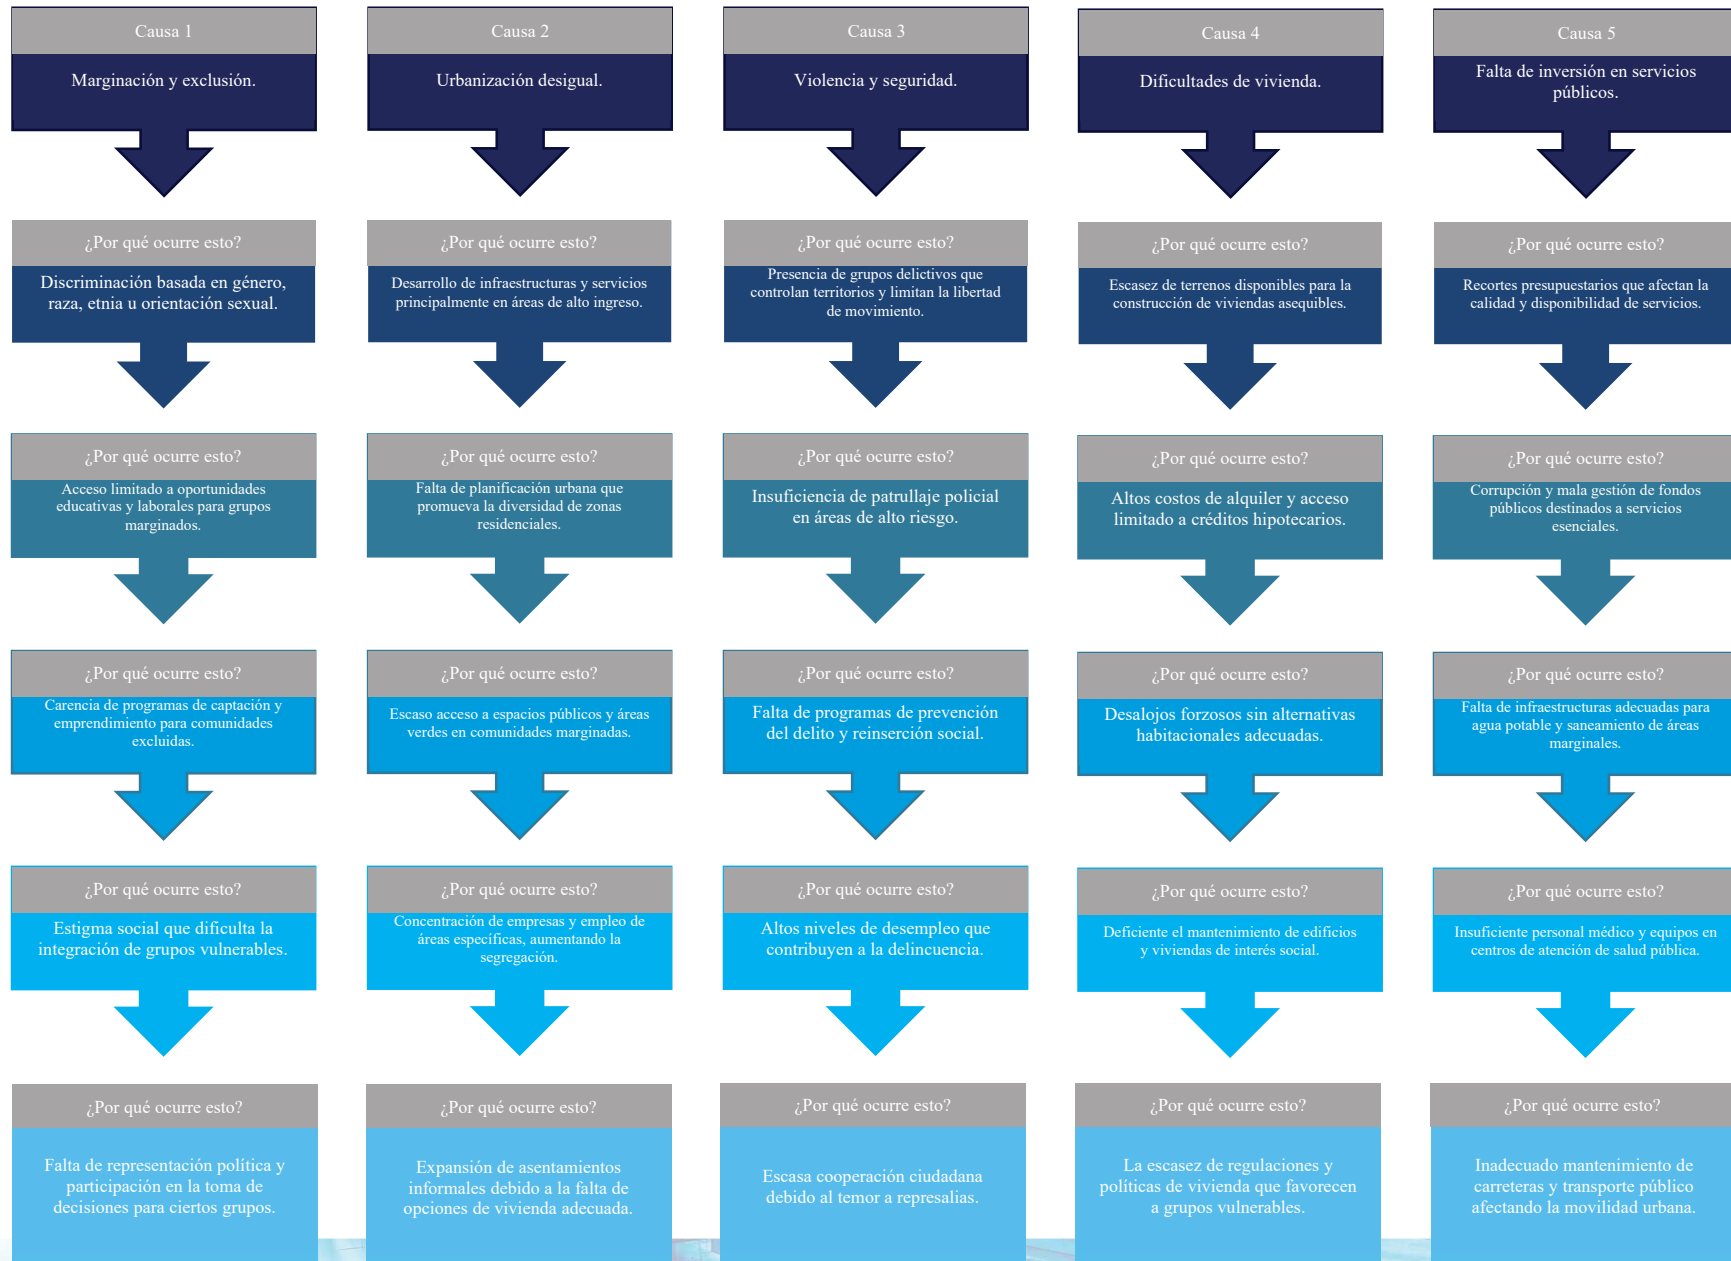 Causa 1
Marginación y exclusión.
¿Por qué ocurre esto?
Discriminación basada en género,
raza, etnia u orientación sexual.
¿Por qué ocurre esto?
Acceso limitado a oportunidades
educativas y laborales para grupos
marginados.
¿Por qué ocurre esto?
Carencia de programas de captación y
emprendimiento para comunidades
excluidas.
¿Por qué ocurre esto?
Estigma social que dificulta la
integración de grupos vulnerables.
¿Por qué ocurre esto?
Falta de representación política y
participación en la toma de
decisiones para ciertos grupos.
Causa 2
Urbanización desigual.
¿Por qué ocurre esto?
Desarrollo de infraestructuras y servicios
principalmente en áreas de alto ingreso.
¿Por qué ocurre esto?
Falta de planificación urbana que
promueva la diversidad de zonas
residenciales.
¿Por qué ocurre esto?
Escaso acceso a espacios públicos y áreas
verdes en comunidades marginadas.
¿Por qué ocurre esto?
Concentración de empresas y empleo de
áreas específicas, aumentando la
segregación.
¿Por qué ocurre esto?
Expansión de asentamientos
informales debido a la falta de
opciones de vivienda adecuada.
Causa 3
Violencia y seguridad.
¿Por qué ocurre esto?
Presencia de grupos delictivos que
controlan territorios y limitan la libertad
de movimiento.
¿Por qué ocurre esto?
Insuficiencia de patrullaje policial
en áreas de alto riesgo.
¿Por qué ocurre esto?
Falta de programas de prevención
del delito y reinserción social.
¿Por qué ocurre esto?
Altos niveles de desempleo que
contribuyen a la delincuencia.
¿Por qué ocurre esto?
Escasa cooperación ciudadana
debido al temor a represalias.
Causa 4
Dificultades de vivienda.
¿Por qué ocurre esto?
Escasez de terrenos disponibles para la
construcción de viviendas asequibles.
¿Por qué ocurre esto?
Altos costos de alquiler y acceso
limitado a créditos hipotecarios.
¿Por qué ocurre esto?
Desalojos forzosos sin alternativas
habitacionales adecuadas.
¿Por qué ocurre esto?
Deficiente el mantenimiento de edificios
y viviendas de interés social.
¿Por qué ocurre esto?
La escasez de regulaciones y
políticas de vivienda que favorecen
a grupos vulnerables.
Causa 5
Falta de inversión en servicios
públicos.
¿Por qué ocurre esto?
Recortes presupuestarios que afectan la
calidad y disponibilidad de servicios.
¿Por qué ocurre esto?
Corrupción y mala gestión de fondos
públicos destinados a servicios
esenciales.
¿Por qué ocurre esto?
Falta de infraestructuras adecuadas para
agua potable y saneamiento de áreas
marginales.
¿Por qué ocurre esto?
Insuficiente personal médico y equipos en
centros de atención de salud pública.
¿Por qué ocurre esto?
Inadecuado mantenimiento de
carreteras y transporte público
afectando la movilidad urbana.